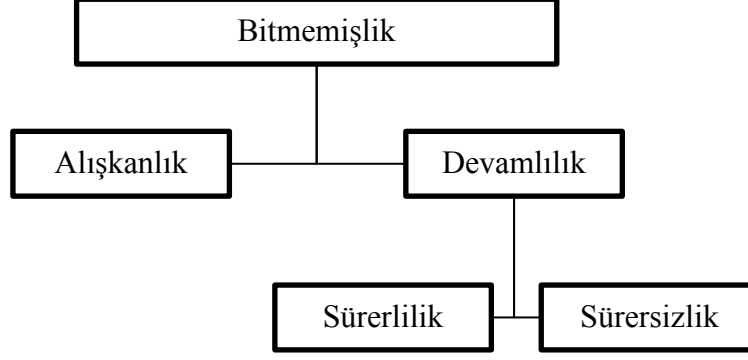 Bitmemişlik
Alışkanlık
Devamlılık
Sürerlilik
Sürersizlik